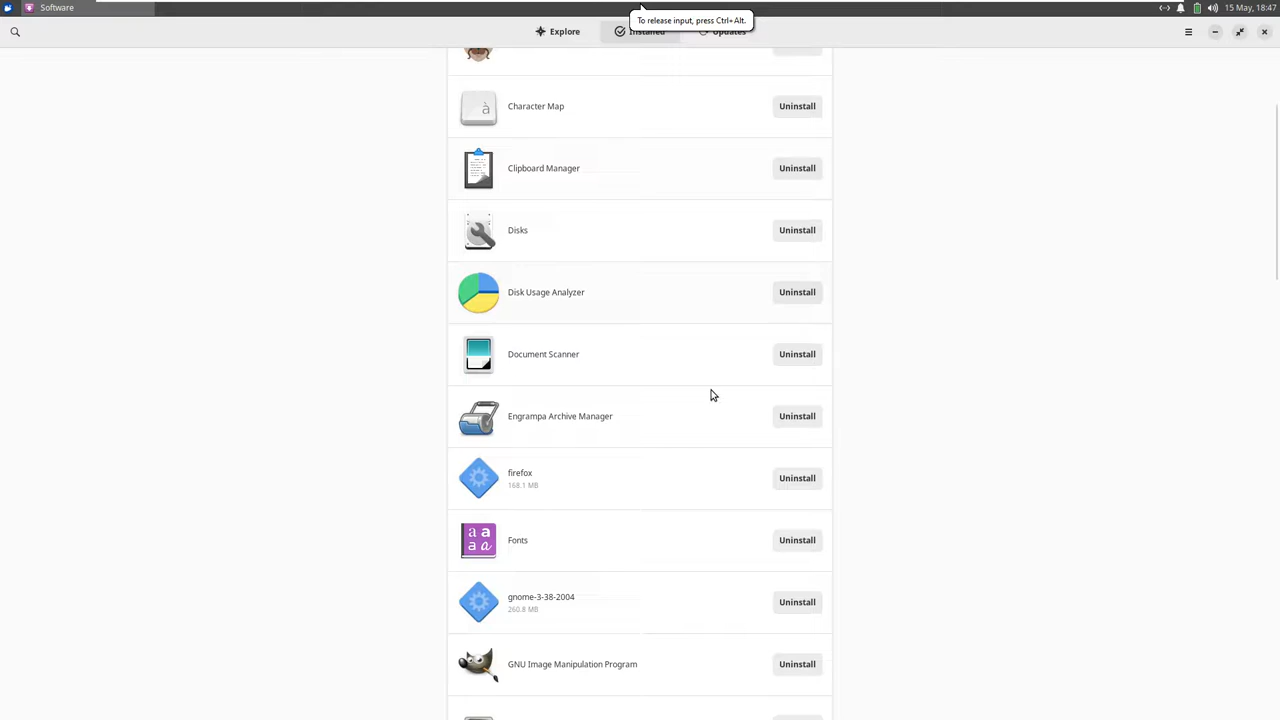 Software
To release input, press Ctrl+Alt.
15 May, 18:47
Explore
Installed
Updates
Character Map
Uninstall
Clipboard Manager
Uninstall
Disks
Uninstall
Disk Usage Analyzer
Uninstall
Document Scanner
Uninstall
Engrampa Archive Manager
Uninstall
firefox
168.1 MB
Uninstall
Fonts
Uninstall
gnome-3-38-2004
260.8 MB
Uninstall
GNU Image Manipulation Program
Uninstall